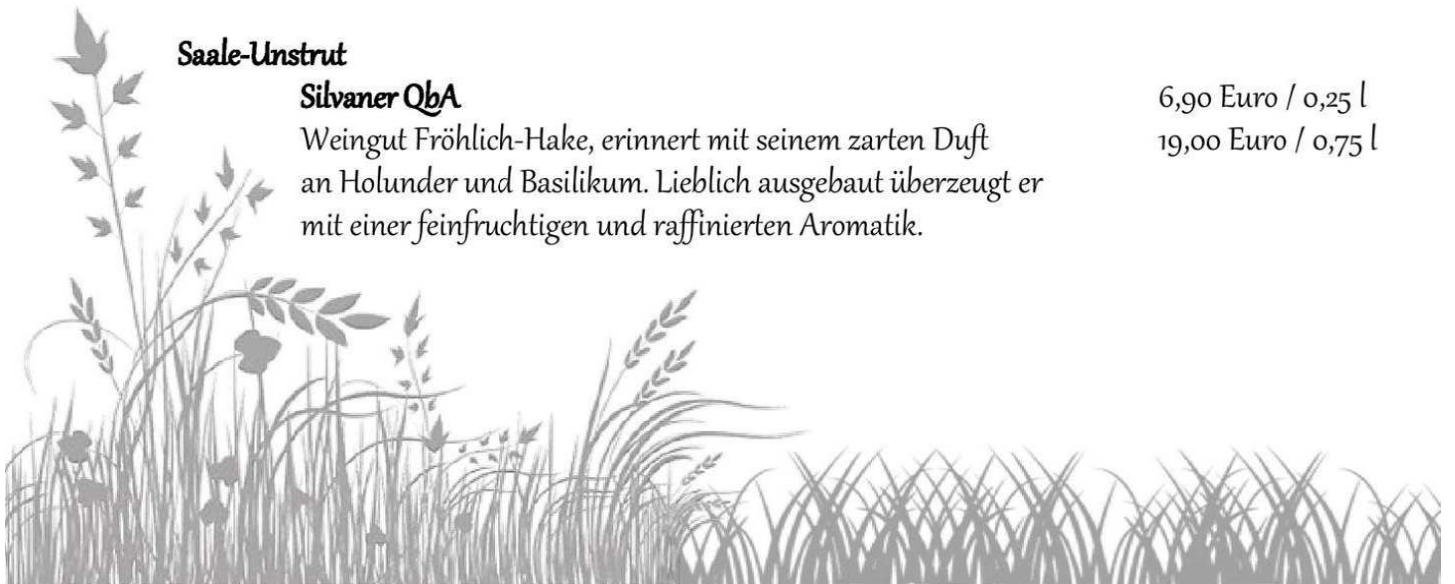 Saale-Unstrut
Silvaner QbA 6,90 Euro / 0,25 l
Weingut Fröhlich-Hake, erinnert mit seinem zarten Duft 19,00 Euro / 0,75 l
an Holunder und Basilikum. Lieblich ausgebaut überzeugt er
mit einer feinfruchtigen und raffinierten Aromatik.